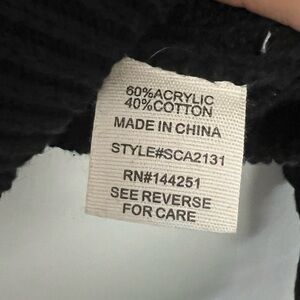 60%ACRYLIC
40%COTTON
MADE IN CHINA
STYLE#SCA2131
RN#144251
SEE REVERSE
FOR CARE